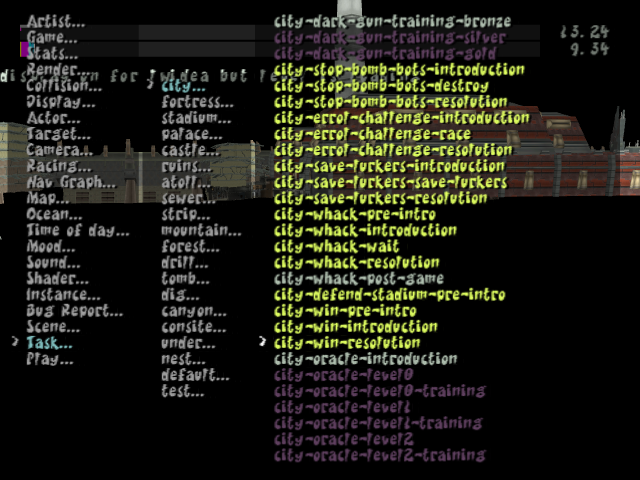 Artist...
Game...
Stats...
Render...
Collision...
Display...
Actor...
Target...
Camera...
Racing...
Nav Graph...
Map...
Ocean...
Time of day...
Mood...
Sound...
Shader...
Instance...
Bug Report...
Scene...
Task...
Play...
city...
fortress...
stadium...
palace...
castle...
ruins...
atoll...
sewer...
strip...
mountain...
forest...
drill...
tomb...
dig...
canyon...
consite...
under...
nest...
default...
test...
city-dark-gun-training-bronze
city-dark-gun-training-silver
city-dark-gun-training-gold
city-stop-bomb-bots-introduction
city-stop-bomb-bots-destroy
city-stop-bomb-bots-resolution
city-errol-challenge-introduction
city-errol-challenge-race
city-errol-challenge-resolution
city-save-lurkers-introduction
city-save-lurkers-save-lurkers
city-save-lurkers-resolution
city-whack-pre-intro
city-whack-introduction
city-whack-wait
city-whack-resolution
city-whack-post-game
city-defend-stadium-pre-intro
city-win-pre-intro
city-win-introduction
city-win-resolution
city-oracle-introduction
city-oracle-level0
city-oracle-level0-training
city-oracle-level1
city-oracle-level1-training
city-oracle-level2
city-oracle-level2-training
13.24
9.34